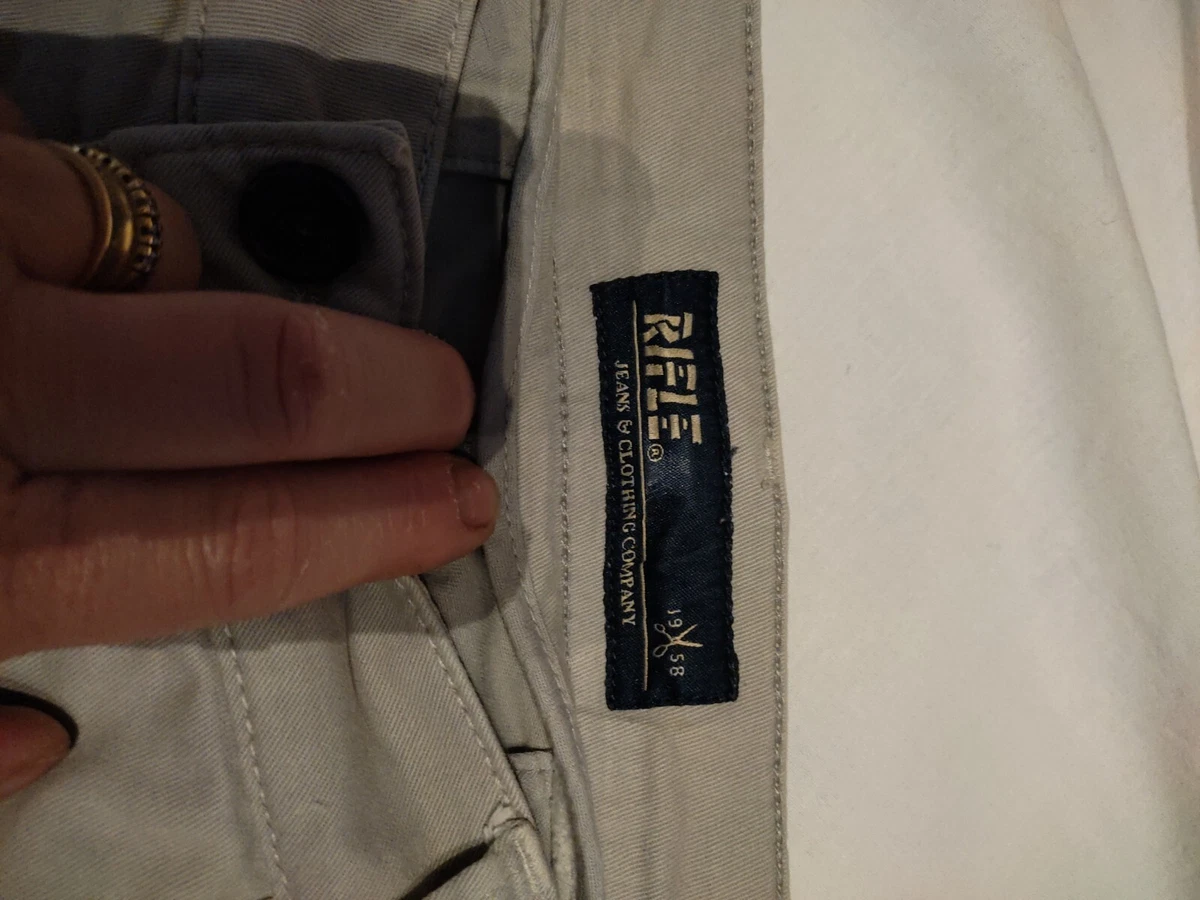 RIFLE®
19 58
JEANS & CLOTHING COMPANY